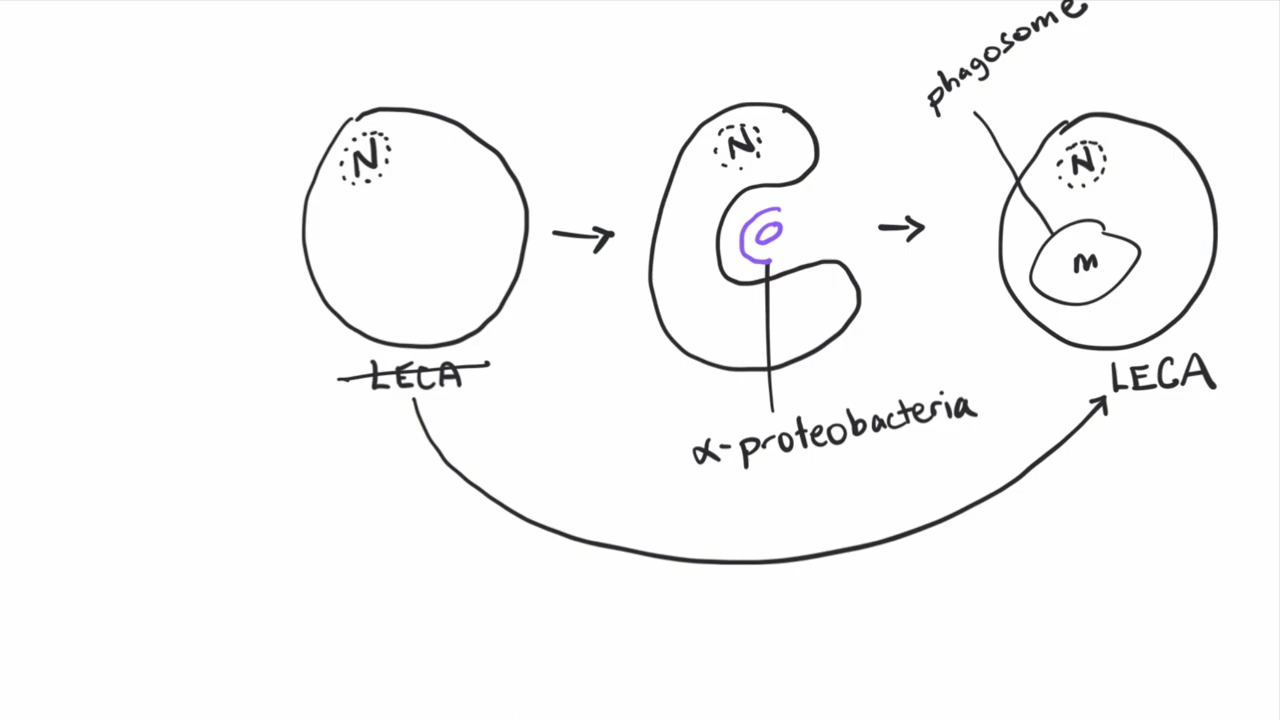 phagosome
N
N
N
m
LECA
LECA
α-proteobacteria